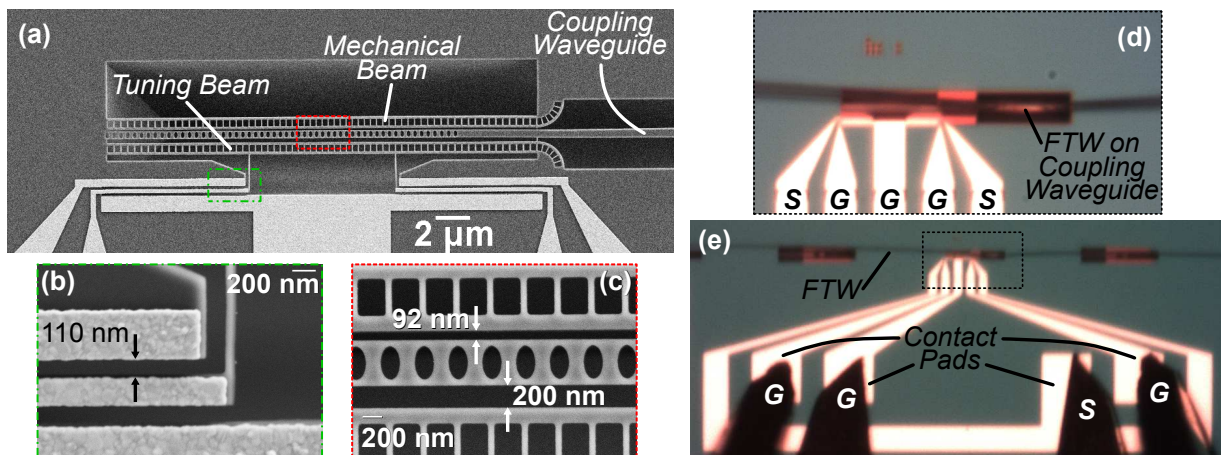 (a)
Coupling
Waveguide
Mechanical
Beam
Tuning Beam
2 µm
(b)
200 nm
110 nm
(c)
92 nm
200 nm
200 nm
(d)
FTW on
Coupling
Waveguide
S G G S
(e)
FTW
Contact
Pads
G G S G